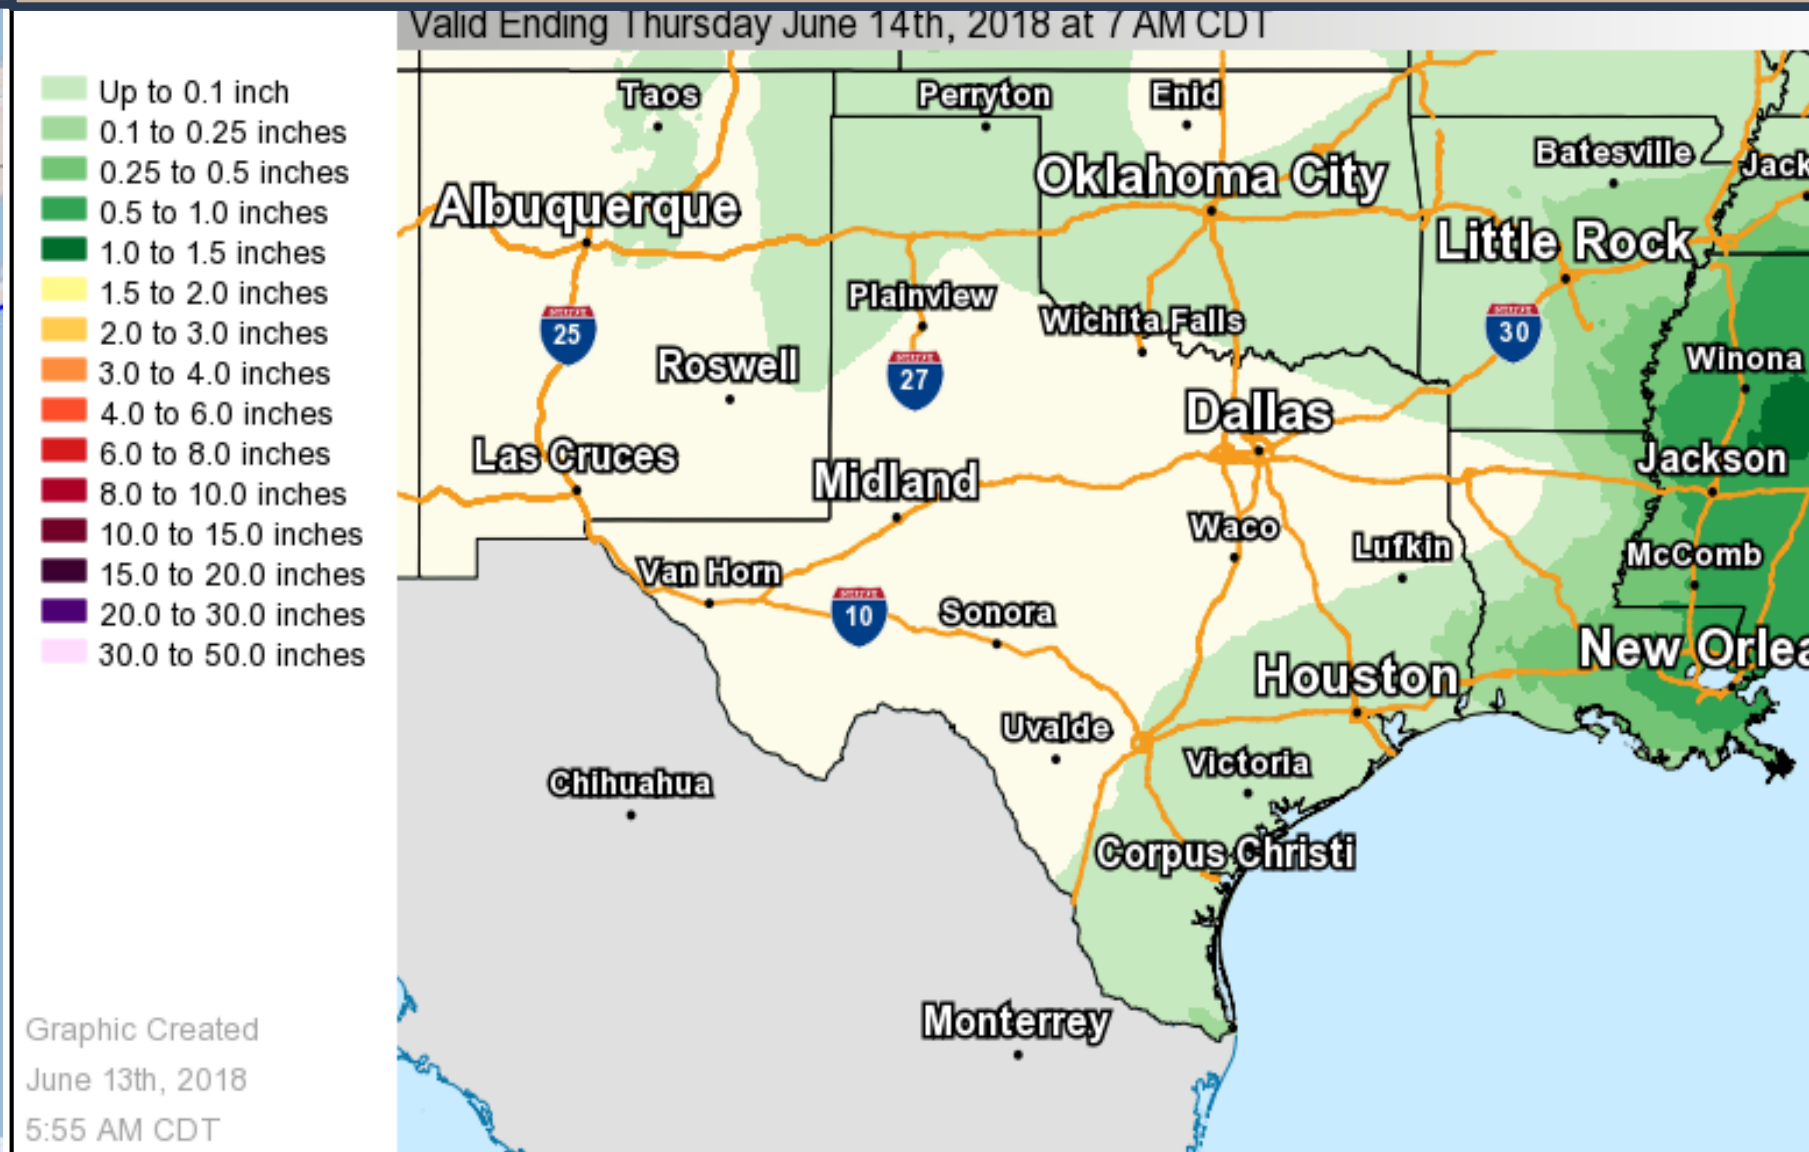 Valid Ending Thursday June 14th, 2018 at 7 AM CDT
Up to 0.1 inch
0.1 to 0.25 inches
0.25 to 0.5 inches
0.5 to 1.0 inches
1.0 to 1.5 inches
1.5 to 2.0 inches
2.0 to 3.0 inches
3.0 to 4.0 inches
4.0 to 6.0 inches
6.0 to 8.0 inches
8.0 to 10.0 inches
10.0 to 15.0 inches
15.0 to 20.0 inches
20.0 to 30.0 inches
30.0 to 50.0 inches
Graphic Created
June 13th, 2018
5:55 AM CDT
Taos
Perryton
Enid
Batesville
Jack
Oklahoma City
Albuquerque
Little Rock
Plainview
Wichita Falls
25
30
Winona
Roswell
27
Dallas
Las Cruces
Midland
Jackson
Waco
Lufkin
McComb
Van Horn
10
Sonora
New Orlea
Houston
Uvalde
Victoria
Chihuahua
Corpus Christi
Monterrey